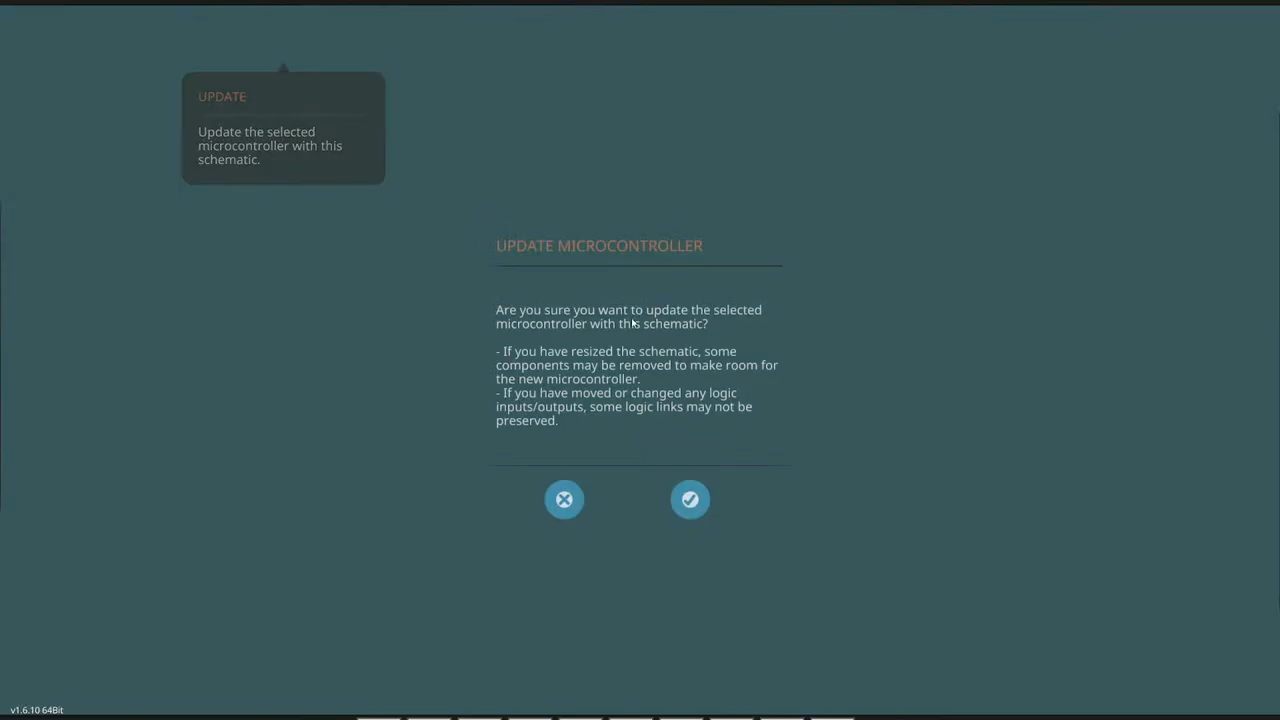 UPDATE
Update the selected
microcontroller with this
schematic.
UPDATE MICROCONTROLLER
Are you sure you want to update the selected
microcontroller with this schematic?
- If you have resized the schematic, some
components may be removed to make room for
the new microcontroller.
- If you have moved or changed any logic
inputs/outputs, some logic links may not be
preserved.
v1.6.10 64Bit